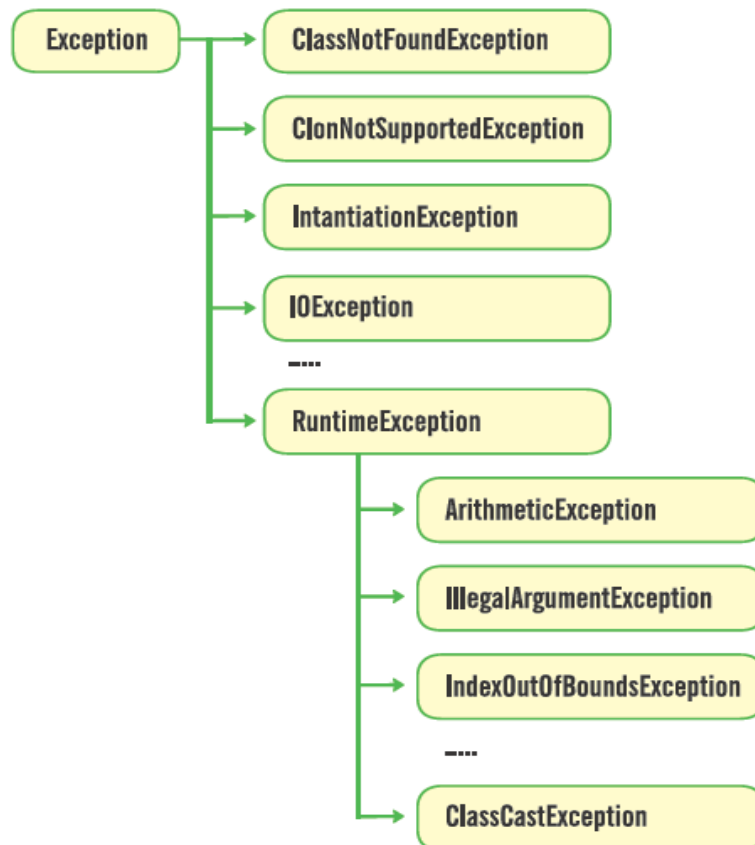 Exception
ClassNotFoundException
ClonNotSupportedException
IntantiationException
IOException
.....
RuntimeException
ArithmeticException
IllegalArgumentException
IndexOutOfBoundsException
.....
ClassCastException